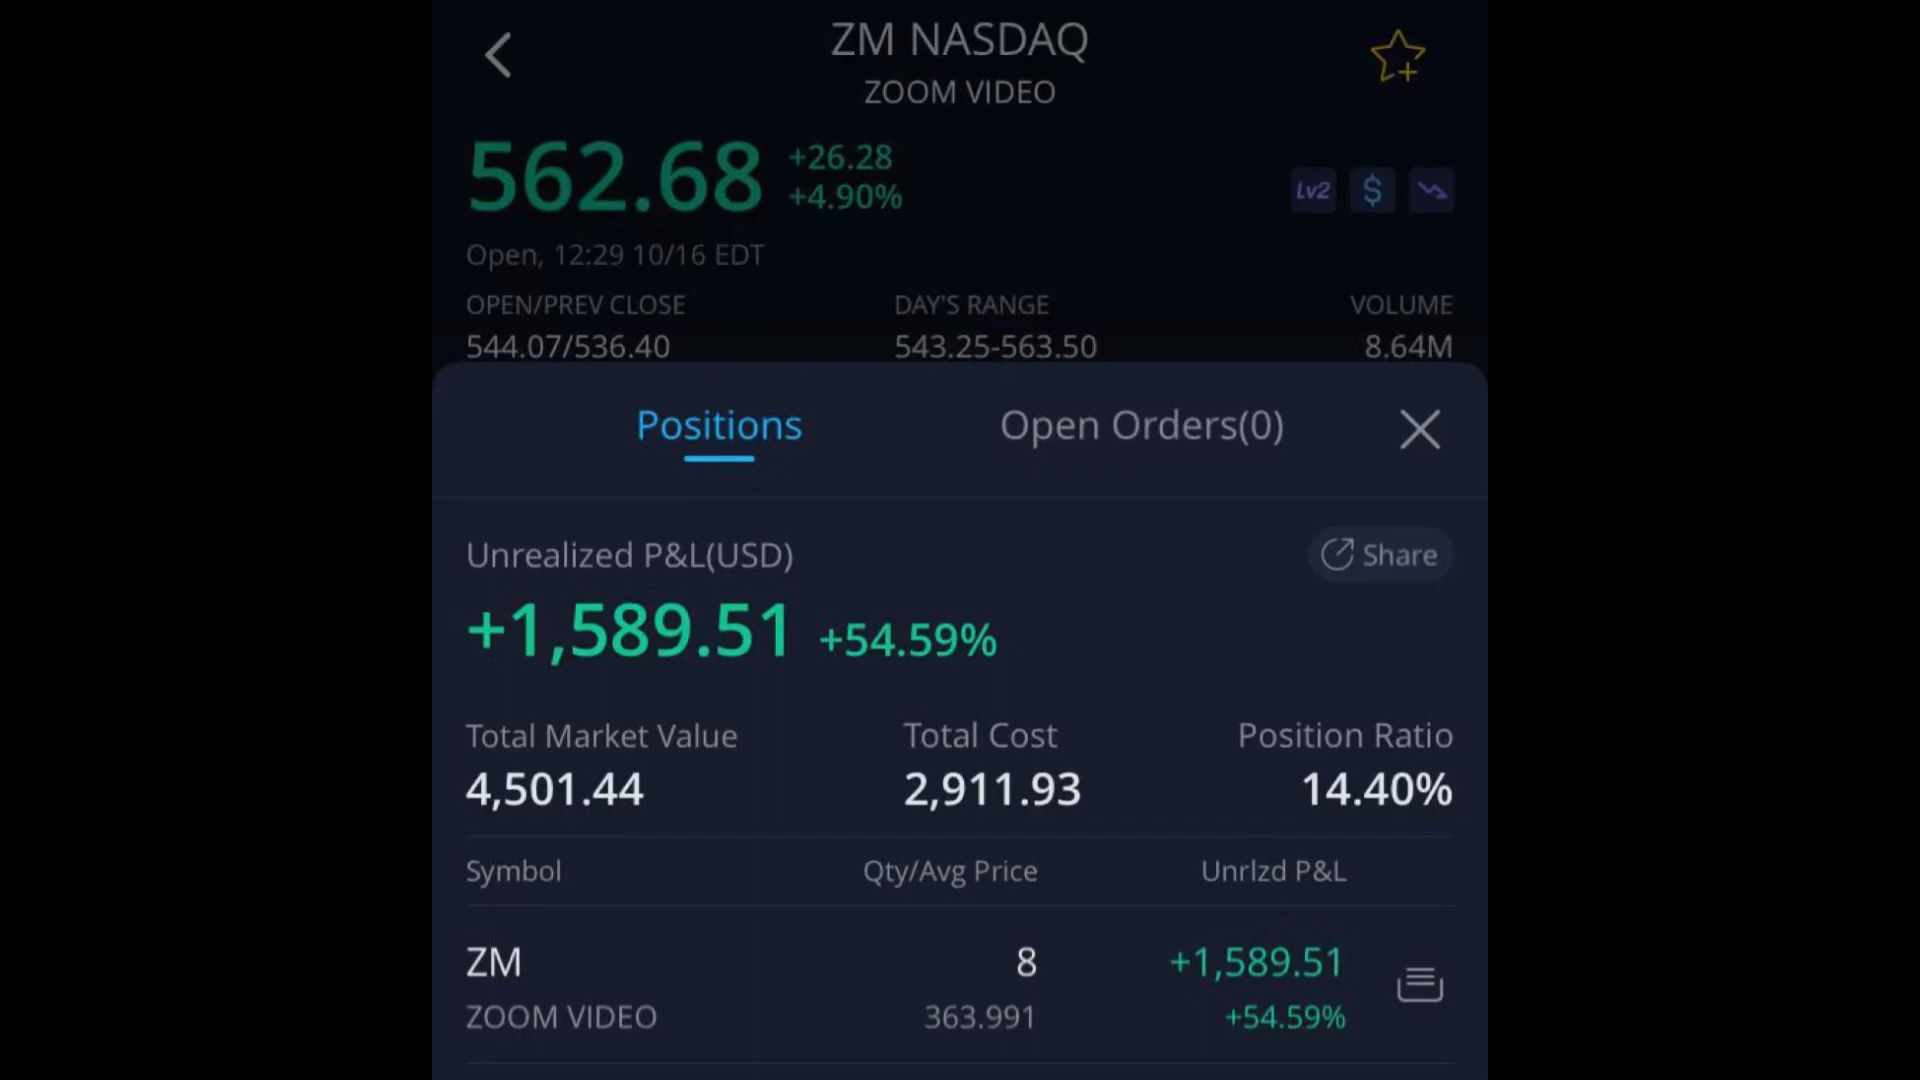 ZM NASDAQ
ZOOM VIDEO
562.68 +26.28
+4.90%
Lv2 $
Open, 12:29 10/16 EDT
OPEN/PREV CLOSE DAY'S RANGE VOLUME
544.07/536.40 543.25-563.50 8.64M
Positions Open Orders(0)
Unrealized P&L(USD) Share
+1,589.51 +54.59%
Total Market Value Total Cost Position Ratio
4,501.44 2,911.93 14.40%
Symbol Qty/Avg Price Unrlzd P&L
ZM 8 +1,589.51
ZOOM VIDEO 363.991 +54.59%